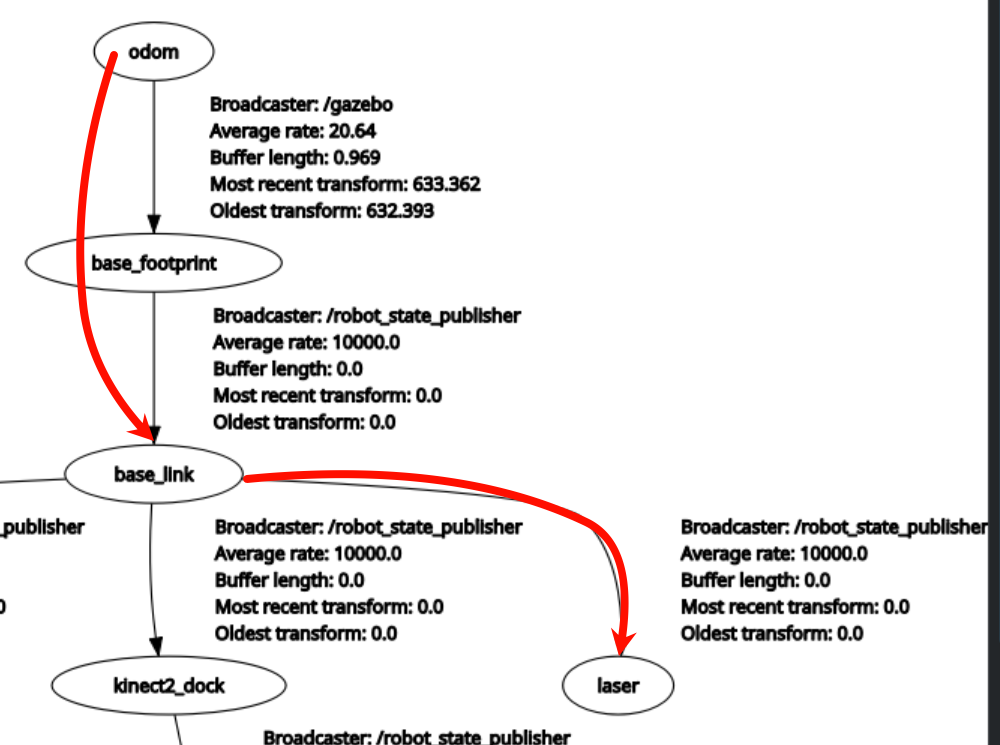 odom
Broadcaster: /gazebo
Average rate: 20.64
Buffer length: 0.969
Most recent transform: 633.362
Oldest transform: 632.393
base_footprint
Broadcaster: /robot_state_publisher
Average rate: 10000.0
Buffer length: 0.0
Most recent transform: 0.0
Oldest transform: 0.0
base_link
_publisher
0
Broadcaster: /robot_state_publisher
Average rate: 10000.0
Buffer length: 0.0
Most recent transform: 0.0
Oldest transform: 0.0
Broadcaster: /robot_state_publisher
Average rate: 10000.0
Buffer length: 0.0
Most recent transform: 0.0
Oldest transform: 0.0
kinect2_dock
laser
Broadcaster: /robot_state_publisher